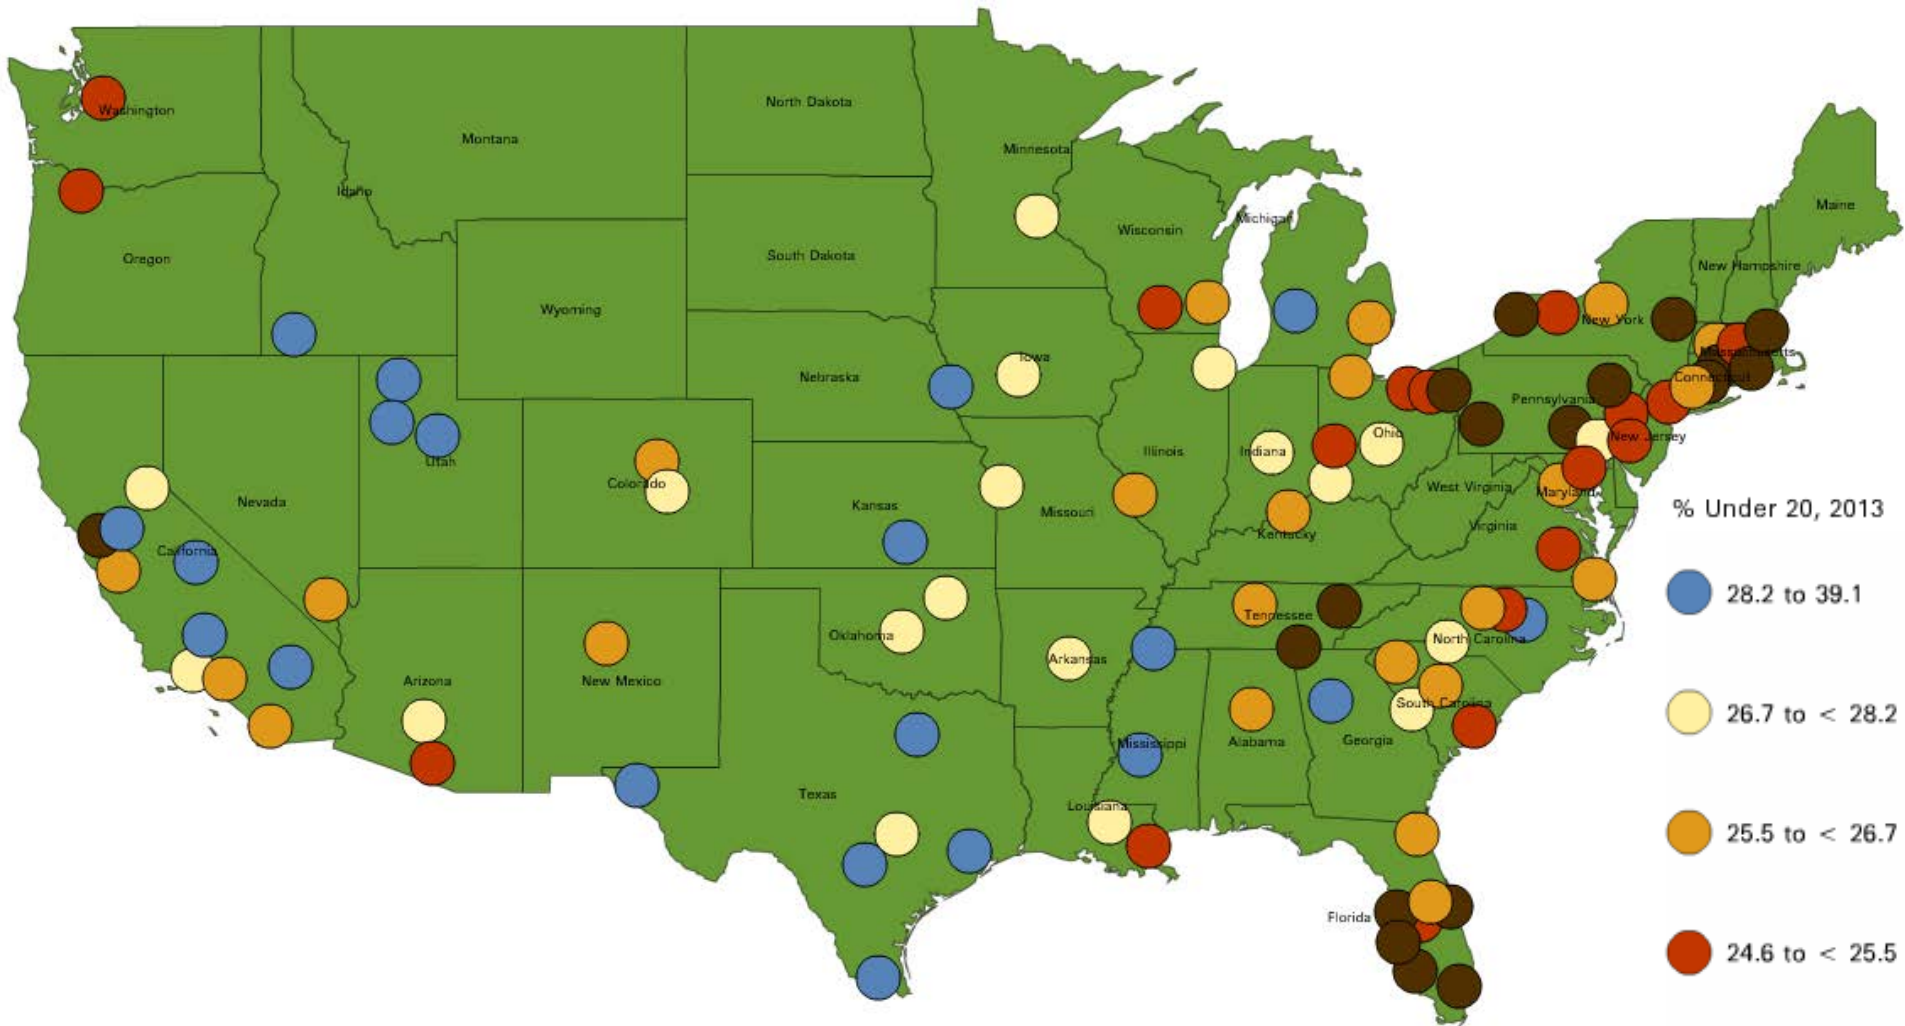 Washington
North Dakota
Montana
Minnesota
Idaho
Maine
Michigan
Wisconsin
Oregon
South Dakota
New Hampshire
Wyoming
New York
Massachusetts
Iowa
Nebraska
Connecticut
Pennsylvania
Ohio
New Jersey
Illinois
Indiana
Utah
Colorado
West Virginia
Maryland
Nevada
Kansas
Missouri
Virginia
% Under 20, 2013
Kentucky
California
28.2 to 39.1
Tennessee
Oklahoma
North Carolina
Arkansas
Arizona
New Mexico
South Carolina
26.7 to < 28.2
Mississippi
Alabama
Georgia
Texas
Louisiana
25.5 to < 26.7
Florida
24.6 to < 25.5